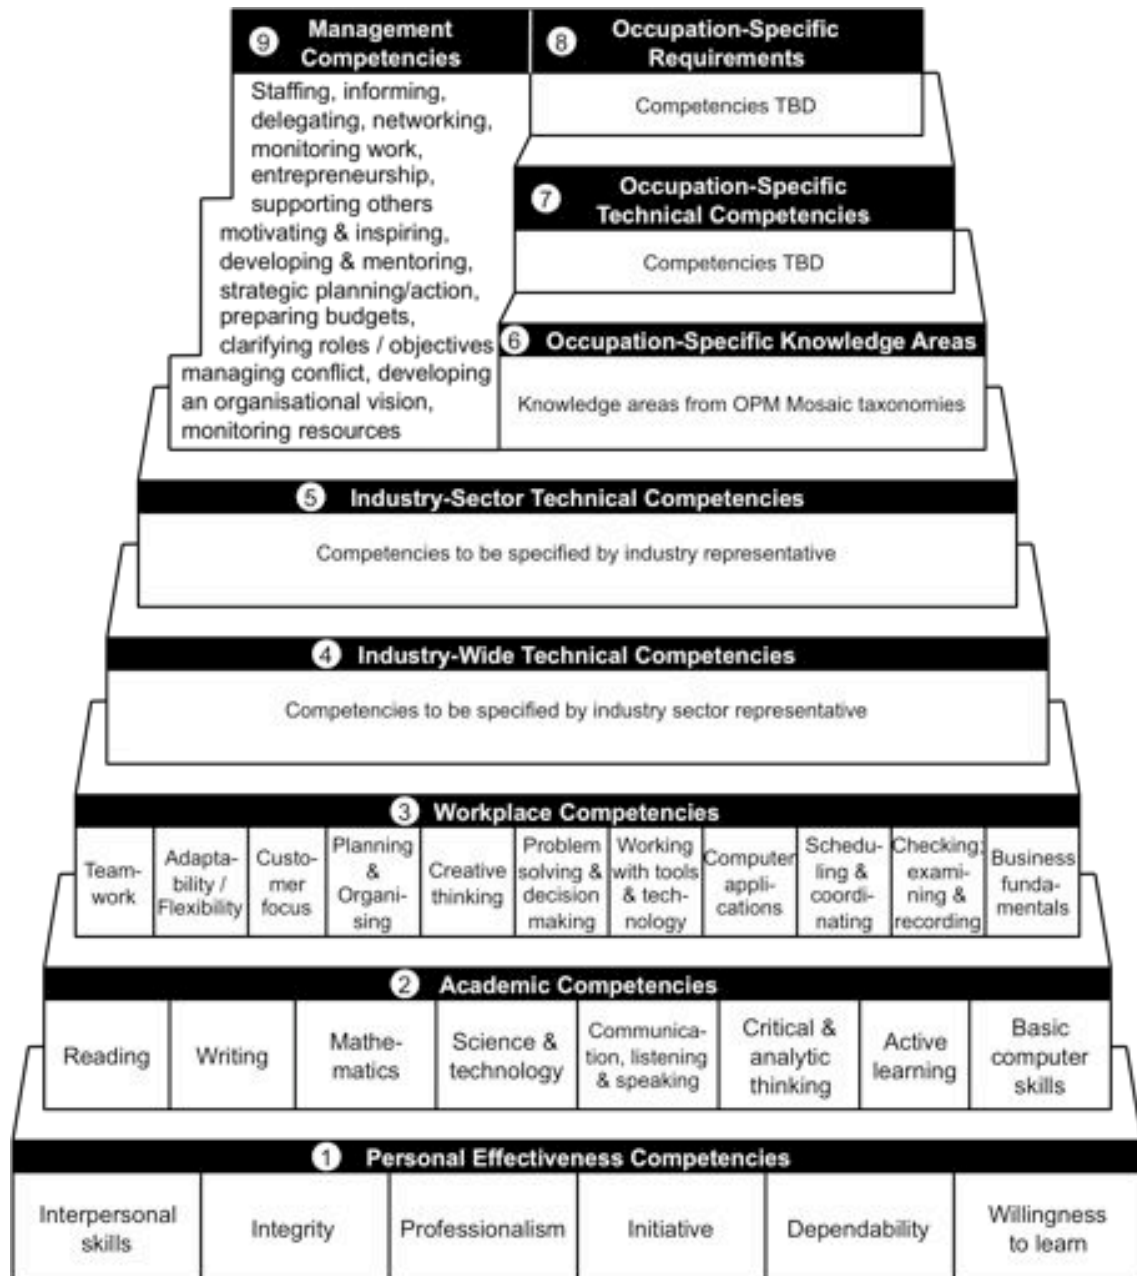 9 Management
Competencies
Staffing, informing,
delegating, networking,
monitoring work,
entrepreneurship,
supporting others
motivating & inspiring,
developing & mentoring,
strategic planning/action,
preparing budgets,
clarifying roles / objectives
managing conflict, developing
an organisational vision,
monitoring resources
8 Occupation-Specific
Requirements
Competencies TBD
7 Occupation-Specific
Technical Competencies
Competencies TBD
6 Occupation-Specific Knowledge Areas
Knowledge areas from OPM Mosaic taxonomies
5 Industry-Sector Technical Competencies
Competencies to be specified by industry representative
4 Industry-Wide Technical Competencies
Competencies to be specified by industry sector representative
3 Workplace Competencies
Team-
work
Adapta-
bility /
Flexibility
Custo-
mer
focus
Planning
&
Organi-
sing
Creative
thinking
Problem
solving &
decision
making
Working
with tools
& tech-
nology
Computer
appli-
cations
Schedu-
ling &
coordi-
nating
Checking;
exami-
ning &
recording
Business
funda-
mentals
2 Academic Competencies
Reading
Writing
Mathe-
matics
Science &
technology
Communica-
tion, listening
& speaking
Critical &
analytic
thinking
Active
learning
Basic
computer
skills
1 Personal Effectiveness Competencies
Interpersonal
skills
Integrity
Professionalism
Initiative
Dependability
Willingness
to learn